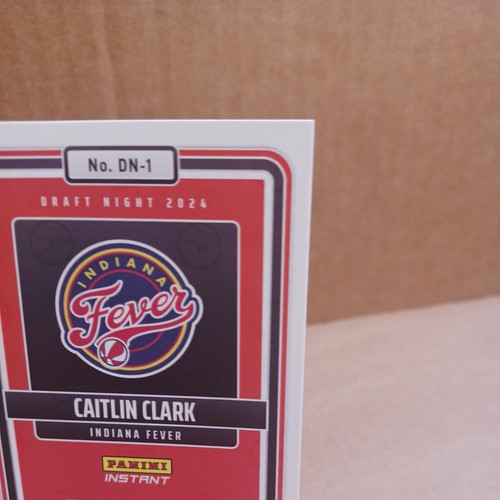 No. DN-1
DRAFT NIGHT 2024
INDIANA
Fever
CAITLIN CLARK
INDIANA FEVER
PANINI
INSTANT